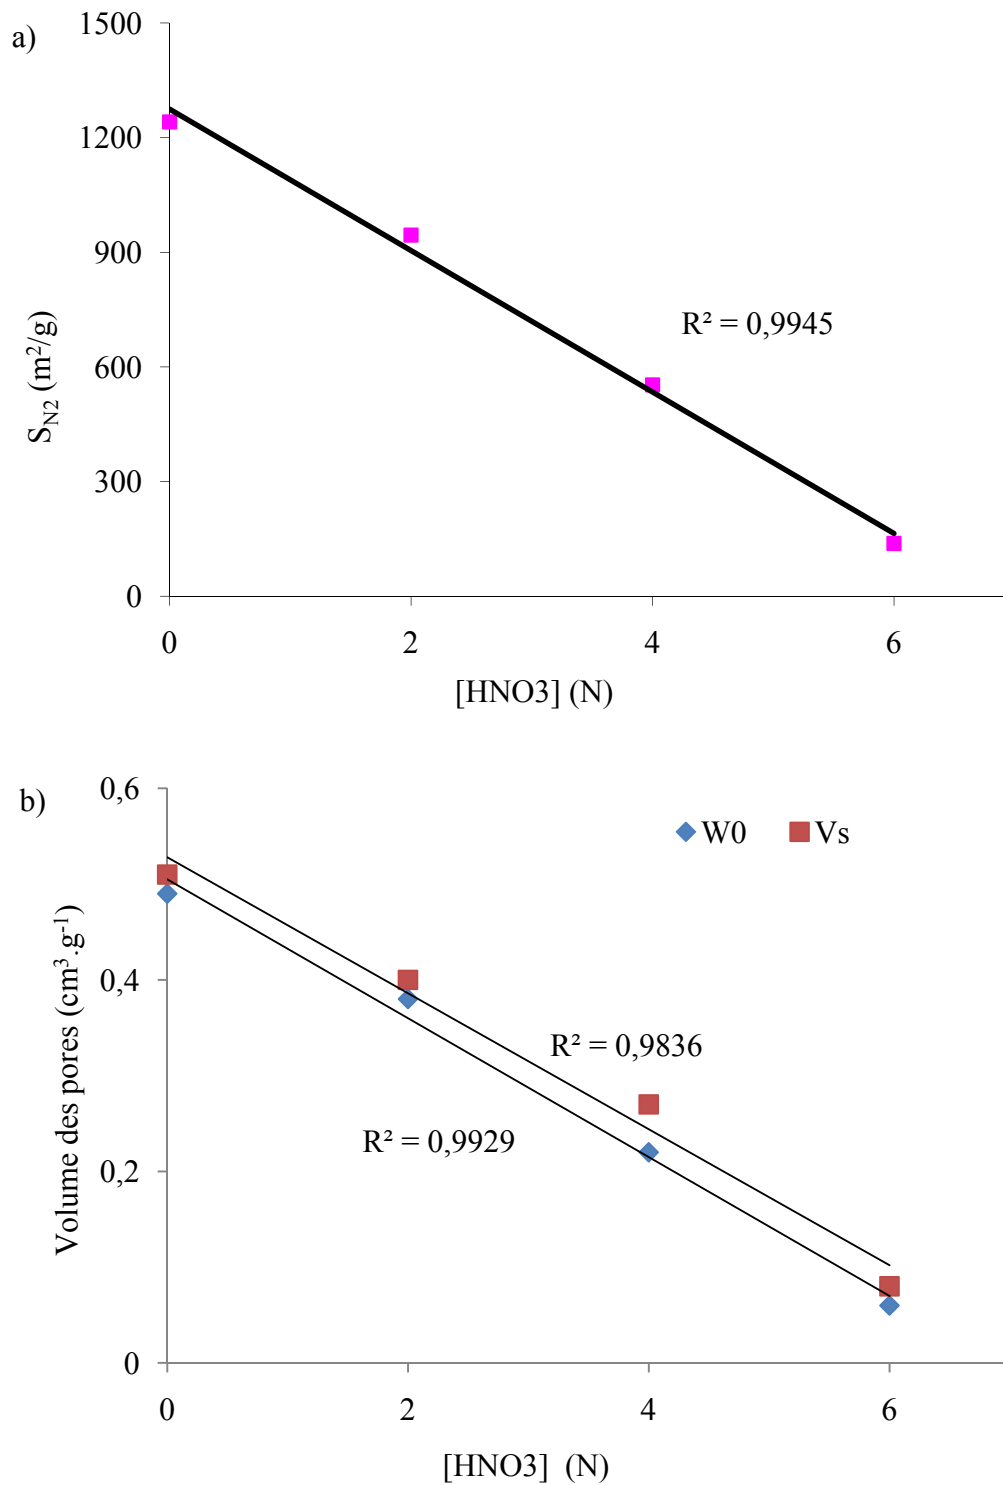 a)
1500
1200
900
600
300
0
S_N2 (m²/g)
R² = 0,9945
0 2 4 6
[HNO3] (N)
b)
0,6
0,4
0,2
0
Volume des pores (cm³.g⁻¹)
W0 Vs
R² = 0,9836
R² = 0,9929
0 2 4 6
[HNO3] (N)